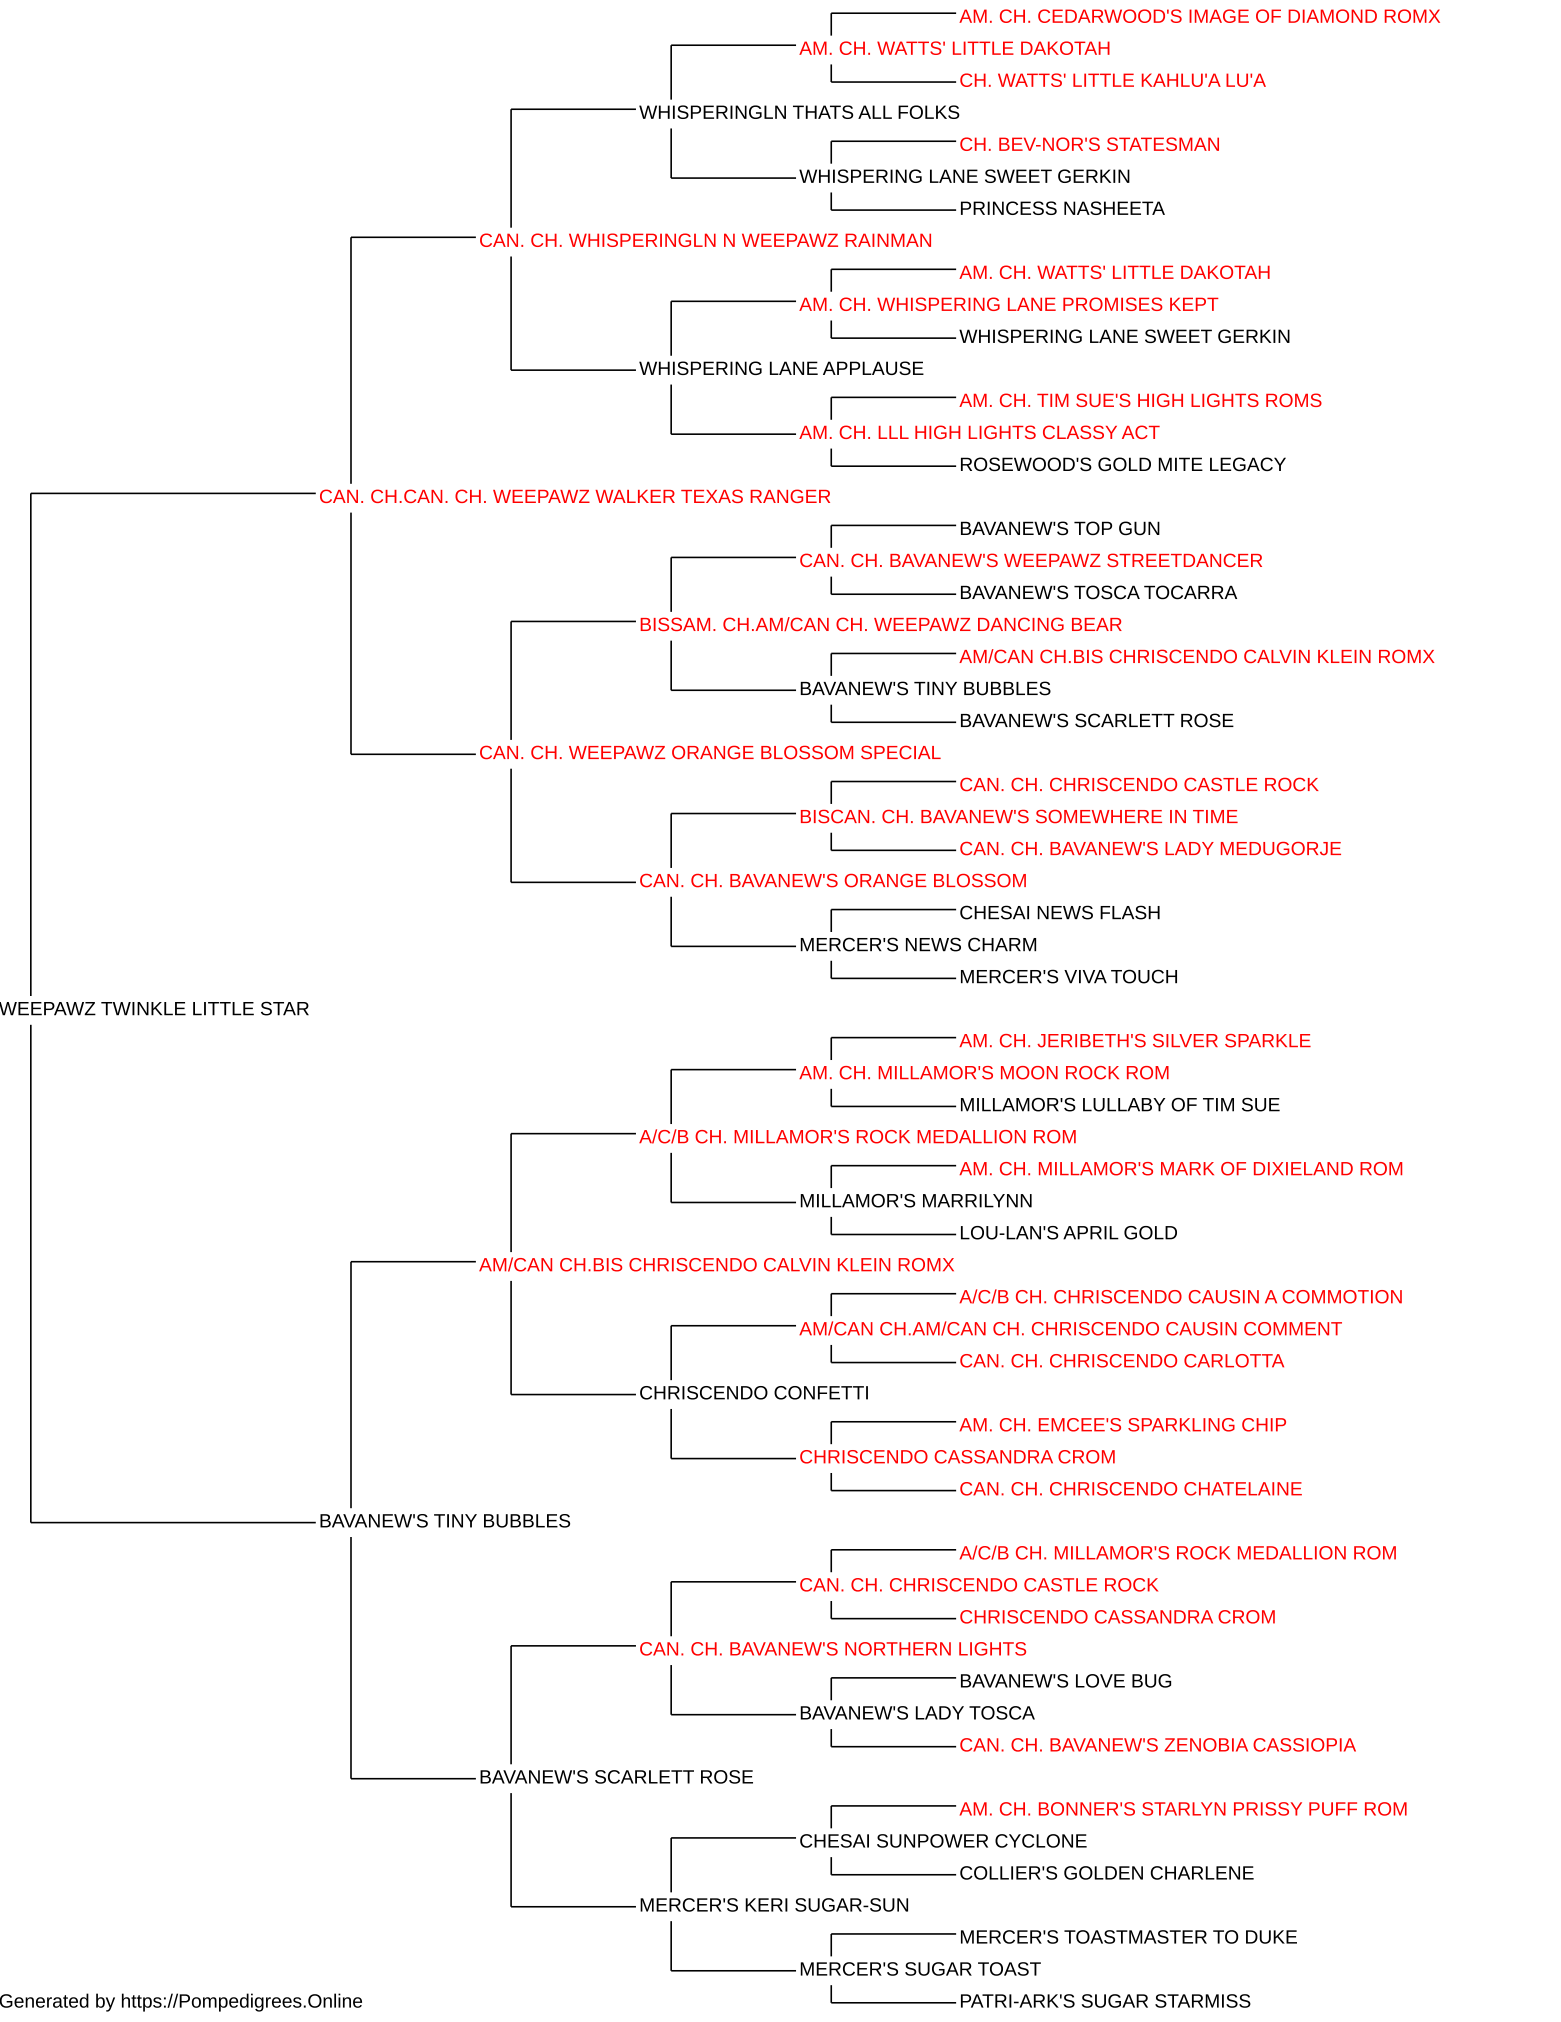 AM. CH. CEDARWOOD'S IMAGE OF DIAMOND ROMX
AM. CH. WATTS' LITTLE DAKOTAH
CH. WATTS' LITTLE KAHLU'A LU'A
WHISPERINGLN THATS ALL FOLKS
CH. BEV-NOR'S STATESMAN
WHISPERING LANE SWEET GERKIN
PRINCESS NASHEETA
CAN. CH. WHISPERINGLN N WEEPAWZ RAINMAN
AM. CH. WATTS' LITTLE DAKOTAH
AM. CH. WHISPERING LANE PROMISES KEPT
WHISPERING LANE SWEET GERKIN
WHISPERING LANE APPLAUSE
AM. CH. TIM SUE'S HIGH LIGHTS ROMS
AM. CH. LLL HIGH LIGHTS CLASSY ACT
ROSEWOOD'S GOLD MITE LEGACY
CAN. CH.CAN. CH. WEEPAWZ WALKER TEXAS RANGER
BAVANEW'S TOP GUN
CAN. CH. BAVANEW'S WEEPAWZ STREETDANCER
BAVANEW'S TOSCA TOCARRA
BISSAM. CH.AM/CAN CH. WEEPAWZ DANCING BEAR
AM/CAN CH.BIS CHRISCENDO CALVIN KLEIN ROMX
BAVANEW'S TINY BUBBLES
BAVANEW'S SCARLETT ROSE
CAN. CH. WEEPAWZ ORANGE BLOSSOM SPECIAL
CAN. CH. CHRISCENDO CASTLE ROCK
BISCAN. CH. BAVANEW'S SOMEWHERE IN TIME
CAN. CH. BAVANEW'S LADY MEDUGORJE
CAN. CH. BAVANEW'S ORANGE BLOSSOM
CHESAI NEWS FLASH
MERCER'S NEWS CHARM
MERCER'S VIVA TOUCH
WEEPAWZ TWINKLE LITTLE STAR
AM. CH. JERIBETH'S SILVER SPARKLE
AM. CH. MILLAMOR'S MOON ROCK ROM
MILLAMOR'S LULLABY OF TIM SUE
A/C/B CH. MILLAMOR'S ROCK MEDALLION ROM
AM. CH. MILLAMOR'S MARK OF DIXIELAND ROM
MILLAMOR'S MARRILYNN
LOU-LAN'S APRIL GOLD
AM/CAN CH.BIS CHRISCENDO CALVIN KLEIN ROMX
A/C/B CH. CHRISCENDO CAUSIN A COMMOTION
AM/CAN CH.AM/CAN CH. CHRISCENDO CAUSIN COMMENT
CAN. CH. CHRISCENDO CARLOTTA
CHRISCENDO CONFETTI
AM. CH. EMCEE'S SPARKLING CHIP
CHRISCENDO CASSANDRA CROM
CAN. CH. CHRISCENDO CHATELAINE
BAVANEW'S TINY BUBBLES
A/C/B CH. MILLAMOR'S ROCK MEDALLION ROM
CAN. CH. CHRISCENDO CASTLE ROCK
CHRISCENDO CASSANDRA CROM
CAN. CH. BAVANEW'S NORTHERN LIGHTS
BAVANEW'S LOVE BUG
BAVANEW'S LADY TOSCA
CAN. CH. BAVANEW'S ZENOBIA CASSIOPIA
BAVANEW'S SCARLETT ROSE
AM. CH. BONNER'S STARLYN PRISSY PUFF ROM
CHESAI SUNPOWER CYCLONE
COLLIER'S GOLDEN CHARLENE
MERCER'S KERI SUGAR-SUN
MERCER'S TOASTMASTER TO DUKE
MERCER'S SUGAR TOAST
PATRI-ARK'S SUGAR STARMISS
Generated by https://Pompedigrees.Online